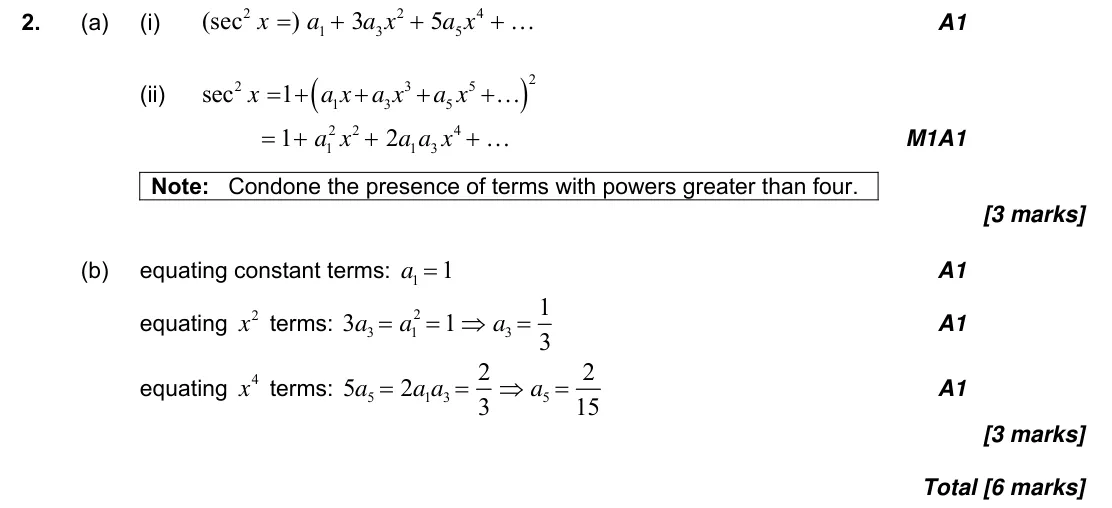 2. (a) (i) (sec² x =) a₁ + 3a₃x² + 5a₅x⁴ + … A1
(ii) sec² x = 1 + (a₁x + a₃x³ + a₅x⁵ + …)²
= 1 + a₁²x² + 2a₁a₃x⁴ + … M1A1
Note: Condone the presence of terms with powers greater than four.
[3 marks]
(b) equating constant terms: a₁ = 1 A1
equating x² terms: 3a₃ = a₁² = 1 ⇒ a₃ = 1/3 A1
equating x⁴ terms: 5a₅ = 2a₁a₃ = 2/3 ⇒ a₅ = 2/15 A1
[3 marks]
Total [6 marks]